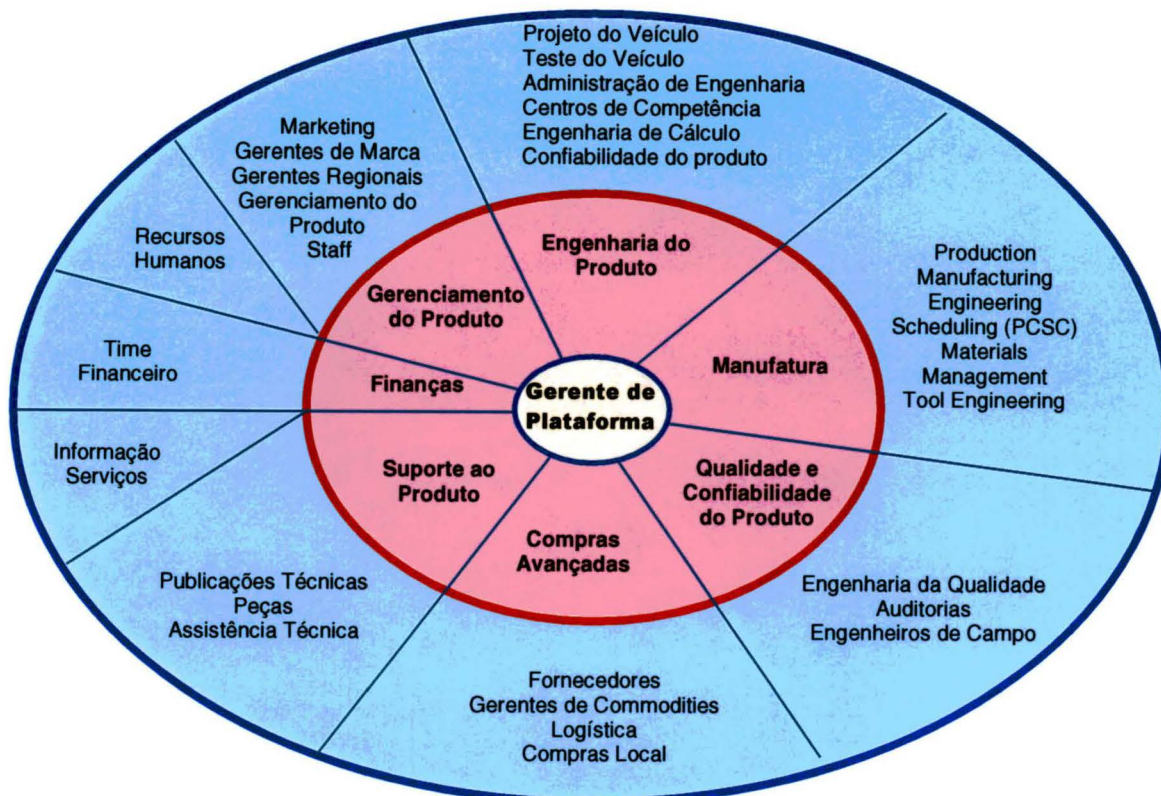 Projeto do Veículo
Teste do Veículo
Administração de Engenharia
Centros de Competência
Engenharia de Cálculo
Confiabilidade do produto
Marketing
Gerentes de Marca
Gerentes Regionais
Gerenciamento do
Produto
Staff
Recursos
Humanos
Time
Financeiro
Informação
Serviços
Publicações Técnicas
Peças
Assistência Técnica
Fornecedores
Gerentes de Commodities
Logística
Compras Local
Engenharia da Qualidade
Auditorias
Engenheiros de Campo
Production
Manufacturing
Engineering
Scheduling (PCSC)
Materials
Management
Tool Engineering
Engenharia do
Produto
Gerenciamento
do Produto
Finanças
Suporte ao
Produto
Compras
Avançadas
Qualidade e
Confiabilidade
do Produto
Manufatura
Gerente de
Plataforma